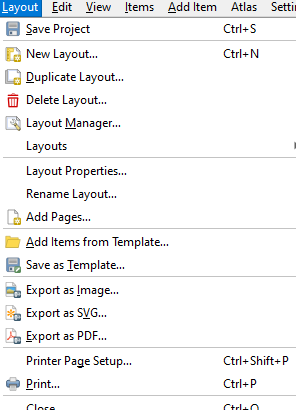 Layout Edit View Items Add Item Atlas Settin
Save Project Ctrl+S
New Layout... Ctrl+N
Duplicate Layout...
Delete Layout...
Layout Manager...
Layouts
Layout Properties...
Rename Layout...
Add Pages...
Add Items from Template...
Save as Template...
Export as Image...
Export as SVG...
Export as PDF...
Printer Page Setup... Ctrl+Shift+P
Print... Ctrl+P
Close Ctrl+Q